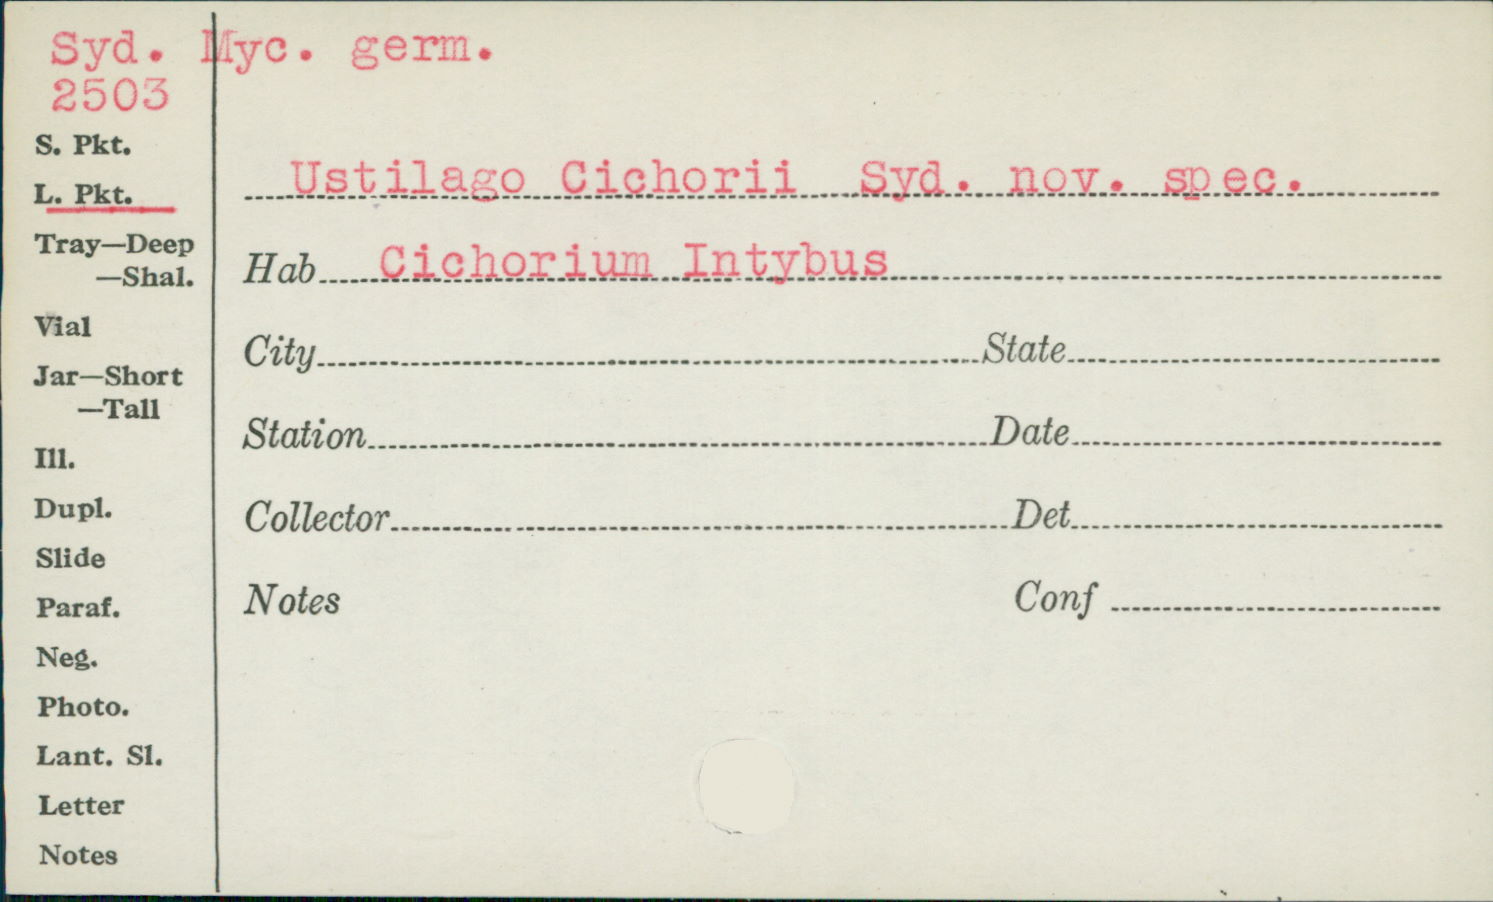 Syd. Myc. germ.
2503
S. Pkt.
L. Pkt.
Ustilago Cichorii Syd. nov. spec.
Tray—Deep
—Shal.
Hab Cichorium Intybus
Vial
City State
Jar—Short
—Tall
Station Date
Ill.
Dupl.
Collector Det
Slide
Paraf.
Notes Conf
Neg.
Photo.
Lant. Sl.
Letter
Notes